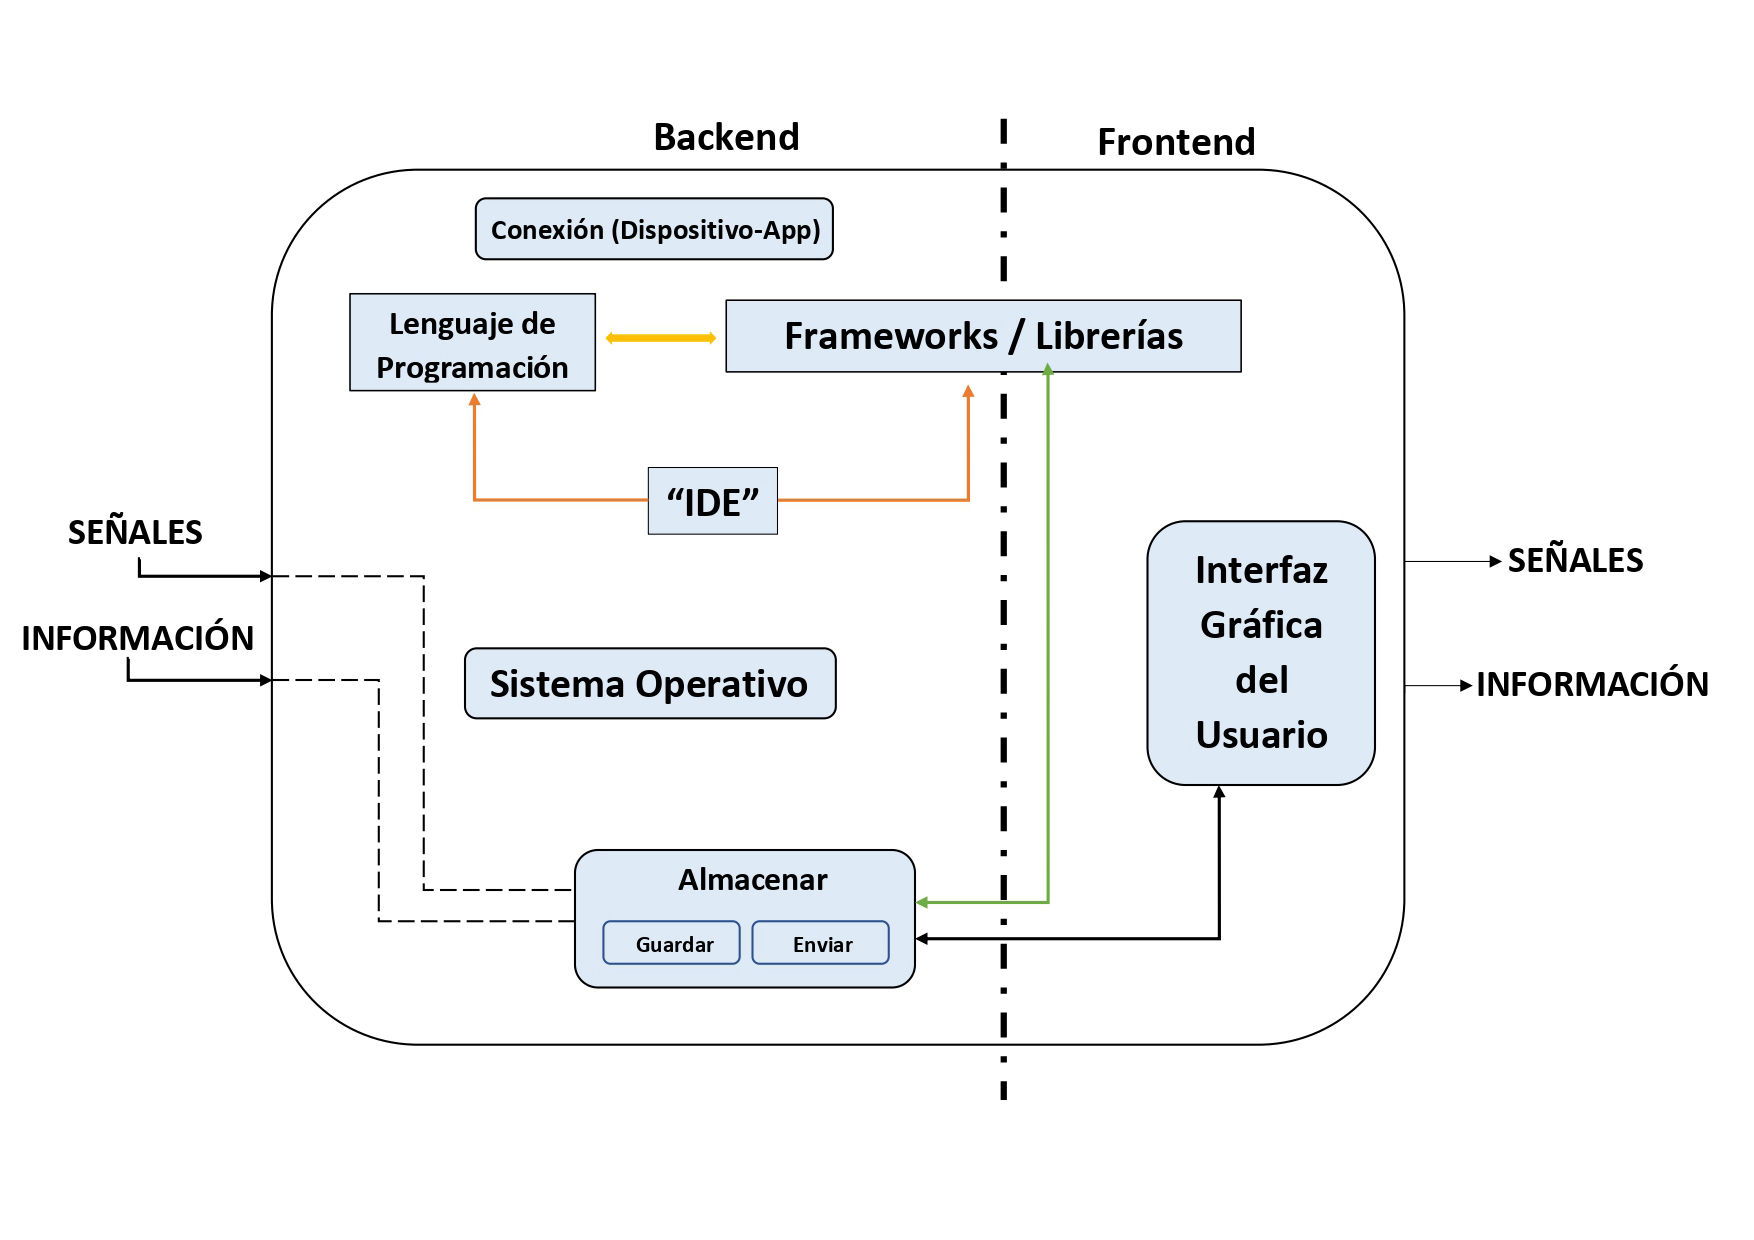 Backend
Frontend
Conexión (Dispositivo-App)
Lenguaje de
Programación
Frameworks / Librerías
“IDE”
SEÑALES
INFORMACIÓN
Sistema Operativo
Interfaz
Gráfica
del
Usuario
SEÑALES
INFORMACIÓN
Almacenar
Guardar
Enviar